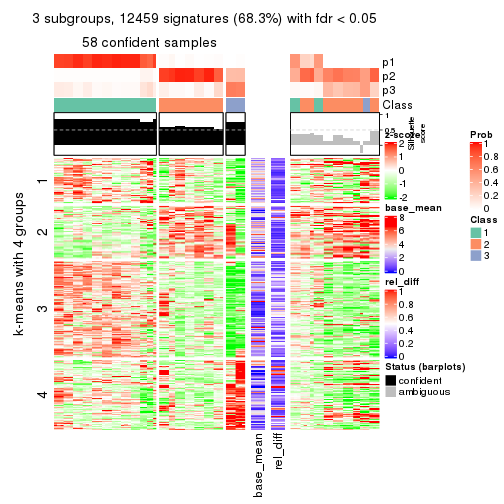 3 subgroups, 12459 signatures (68.3%) with fdr < 0.05
58 confident samples
p1
p2
p3
Class
1
0.5
Silhouette
score
k-means with 4 groups
1
2
3
4
base_mean
rel_diff
z-score
2
1
0
-1
-2
base_mean
8
6
4
2
0
rel_diff
1
0.8
0.6
0.4
0.2
0
Status (barplots)
confident
ambiguous
Prob
1
0.8
0.6
0.4
0.2
0
Class
1
2
3